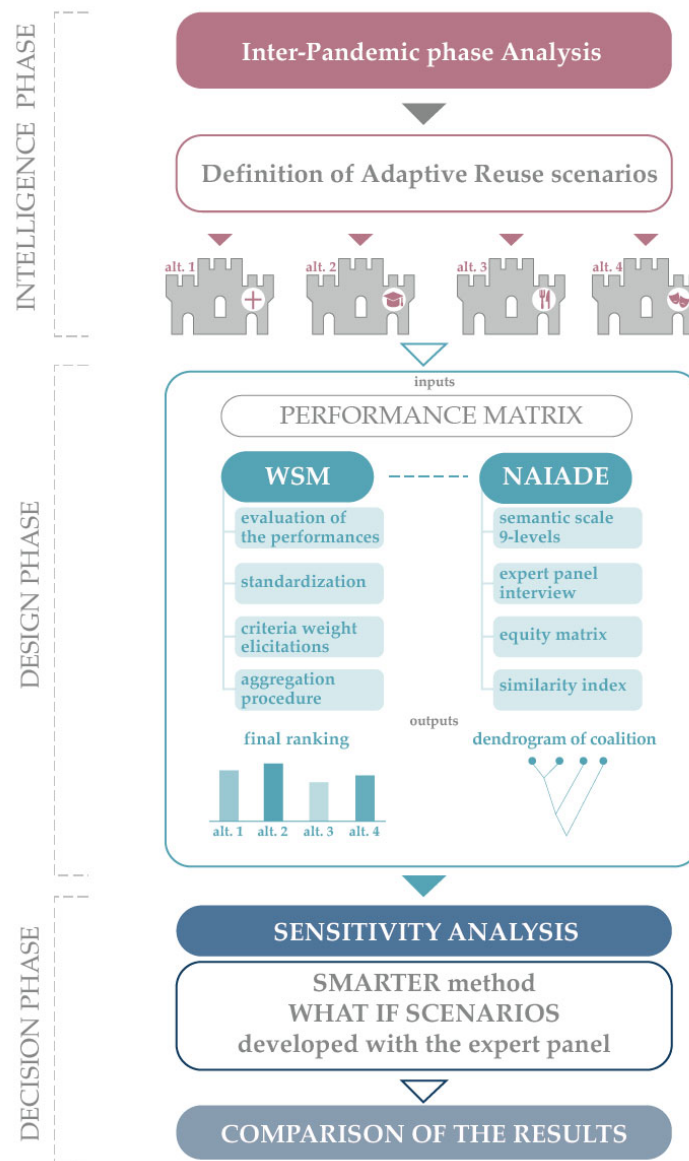 INTELLIGENCE PHASE
Inter-Pandemic phase Analysis
Definition of Adaptive Reuse scenarios
alt. 1
alt. 2
alt. 3
alt. 4
DESIGN PHASE
inputs
PERFORMANCE MATRIX
WSM
evaluation of
the performances
standardization
criteria weight
elicitations
aggregation
procedure
NAIADE
semantic scale
9-levels
expert panel
interview
equity matrix
similarity index
outputs
final ranking
alt. 1
alt. 2
alt. 3
alt. 4
dendrogram of coalition
DECISION PHASE
SENSITIVITY ANALYSIS
SMARTER method
WHAT IF SCENARIOS
developed with the expert panel
COMPARISON OF THE RESULTS